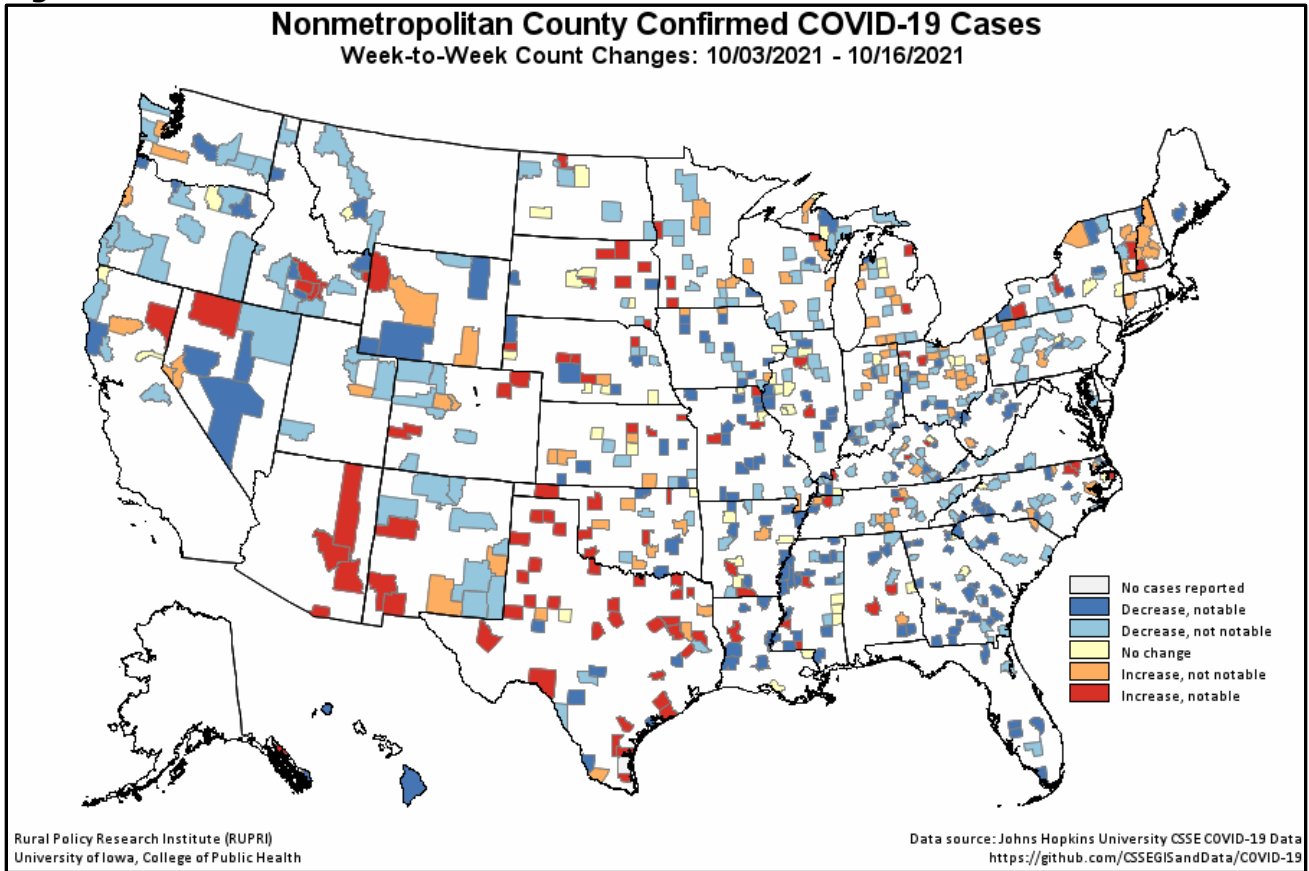 Nonmetropolitan County Confirmed COVID-19 Cases
Week-to-Week Count Changes: 10/03/2021 - 10/16/2021
No cases reported
Decrease, notable
Decrease, not notable
No change
Increase, not notable
Increase, notable
Rural Policy Research Institute (RUPRI)
University of Iowa, College of Public Health
Data source: Johns Hopkins University CSSE COVID-19 Data
https://github.com/CSSEGISandData/COVID-19